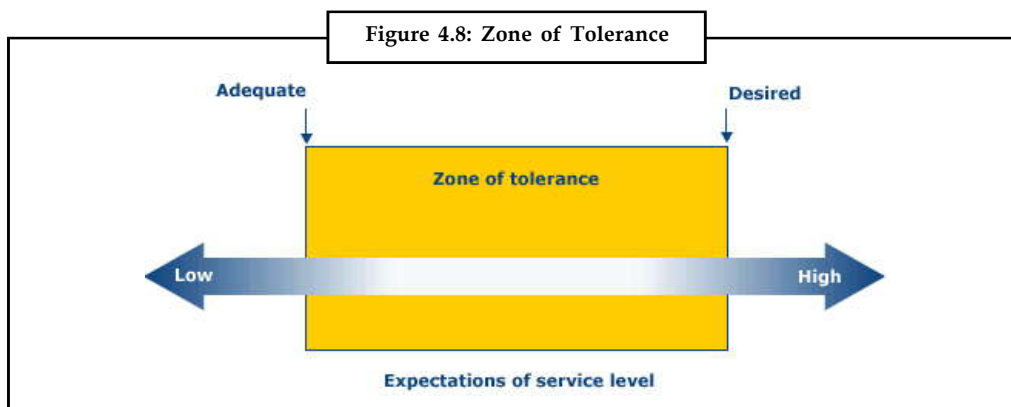 Figure 4.8: Zone of Tolerance
Adequate
Desired
Zone of tolerance
Low
High
Expectations of service level